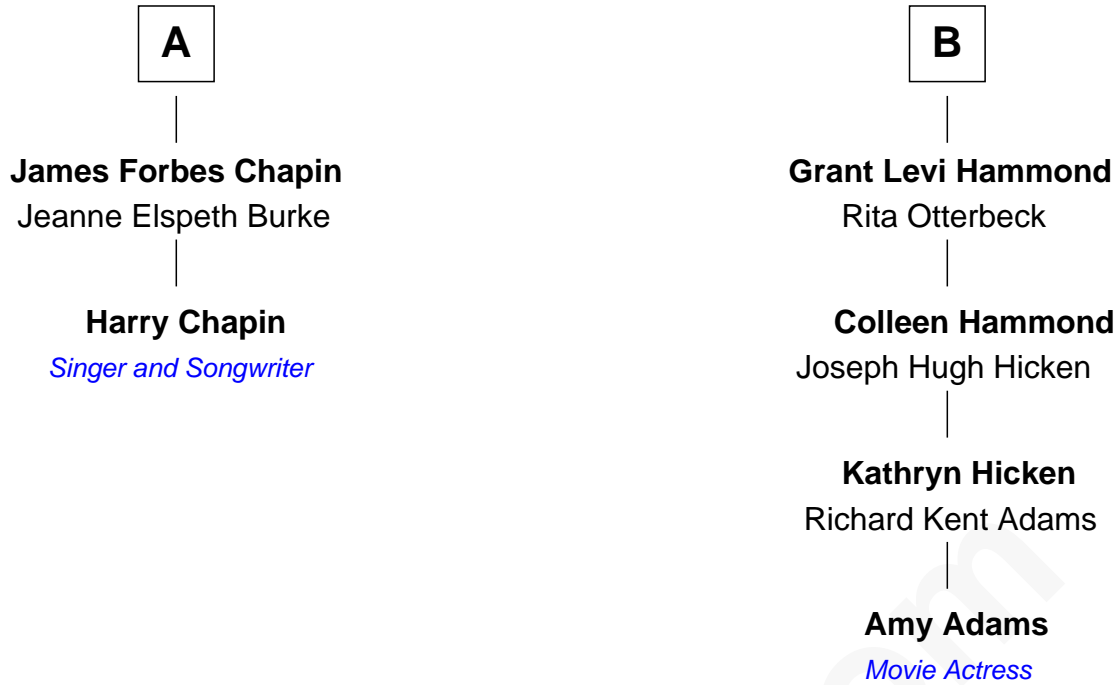 A
James Forbes Chapin
Jeanne Elspeth Burke
Harry Chapin
Singer and Songwriter
B
Grant Levi Hammond
Rita Otterbeck
Colleen Hammond
Joseph Hugh Hicken
Kathryn Hicken
Richard Kent Adams
Amy Adams
Movie Actress